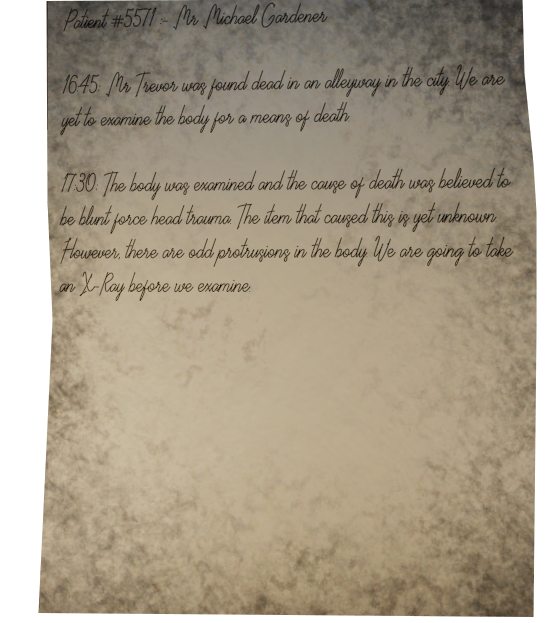 Patient #5571 - Mr Michael Gardener
16:45: Mr Trevor was found dead in an alleyway in the city. We are
yet to examine the body for a means of death
17:30: The body was examined and the cause of death was believed to
be blunt force head trauma. The item that caused this is yet unknown.
However, there are odd protrusions in the body. We are going to take
an X-Ray before we examine.